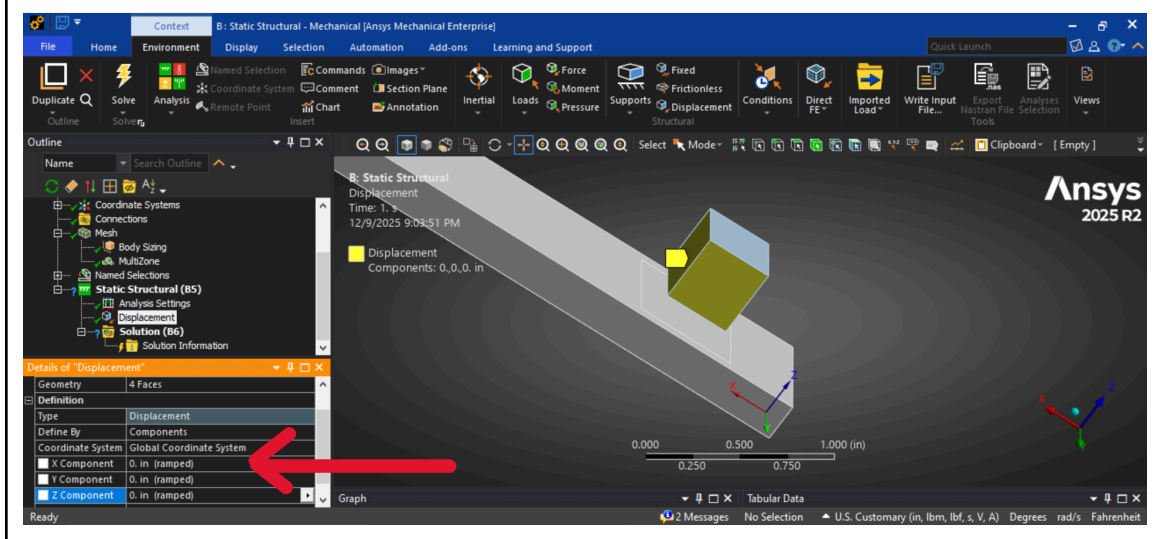 Context B : Static Structural - Mechanical [Ansys Mechanical Enterprise]
File Home Environment Display Selection Automation Add-ons Learning and Support Quick Launch
Duplicate Q Solve Analysis Named Selection Coordinate System Remote Point Commands Comment Chart Images Section Plane Annotation Inertial Loads Force Moment Pressure Supports Fixed Frictionless Displacement Conditions Direct FE Imported Load Write Input File... Export Nastran File Analyses Selection Views
Outline Solver Insert Structural Tools
Outline
Name Search Outline
Select Mode Clipboard [ Empty ]
Coordinate Systems
Connections
Mesh
Body Sizing
MultiZone
Named Selections
Static Structural (B5)
Analysis Settings
Displacement
Solution (B6)
Solution Information
B: Static Structural
Displacement
Time: 1. s
12/9/2025 9:03:51 PM
Displacement
Components: 0.,0.,0. in
Ansys
2025 R2
X Z
X Z
0.000 0.500 1.000 (in)
0.250 0.750
Details of "Displacement"
Geometry 4 Faces
Definition
Type Displacement
Define By Components
Coordinate System Global Coordinate System
X Component 0. in (ramped)
Y Component 0. in (ramped)
Z Component 0. in (ramped)
Graph Tabular Data
Ready 2 Messages No Selection U.S. Customary (in, lbm, lbf, s, V, A) Degrees rad/s Fahrenheit